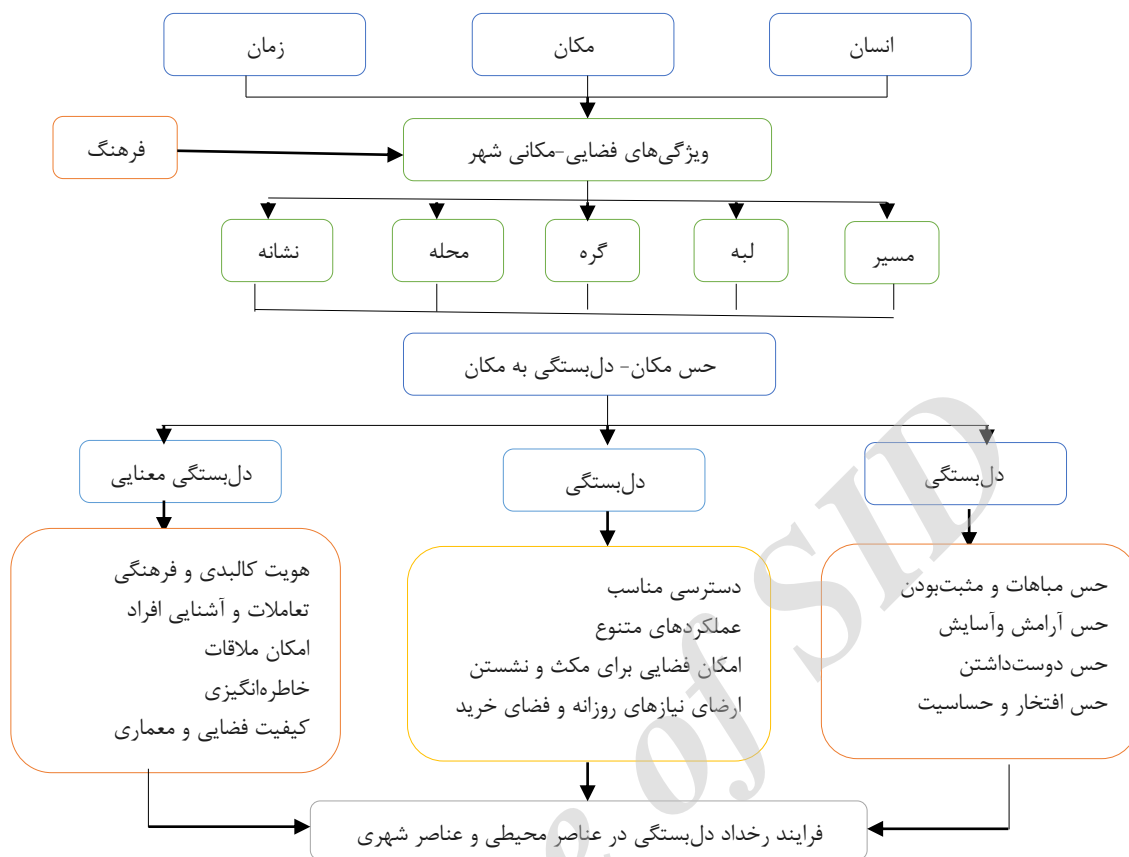 انسان
مکان
زمان
ویژگی‌های فضایی-مکانی شهر
فرهنگ
مسیر
لبه
گره
محله
نشانه
حس مکان- دل‌بستگی به مکان
دل‌بستگی
دل‌بستگی
دل‌بستگی معنایی
حس مباهات و مثبت‌بودن
حس آرامش وآسایش
حس دوست‌داشتن
حس افتخار و حساسیت
دسترسی مناسب
عملکردهای متنوع
امکان فضایی برای مکث و نشستن
ارضای نیازهای روزانه و فضای خرید
هویت کالبدی و فرهنگی
تعاملات و آشنایی افراد
امکان ملاقات
خاطره‌انگیزی
کیفیت فضایی و معماری
فرایند رخداد دل‌بستگی در عناصر محیطی و عناصر شهری
of SID